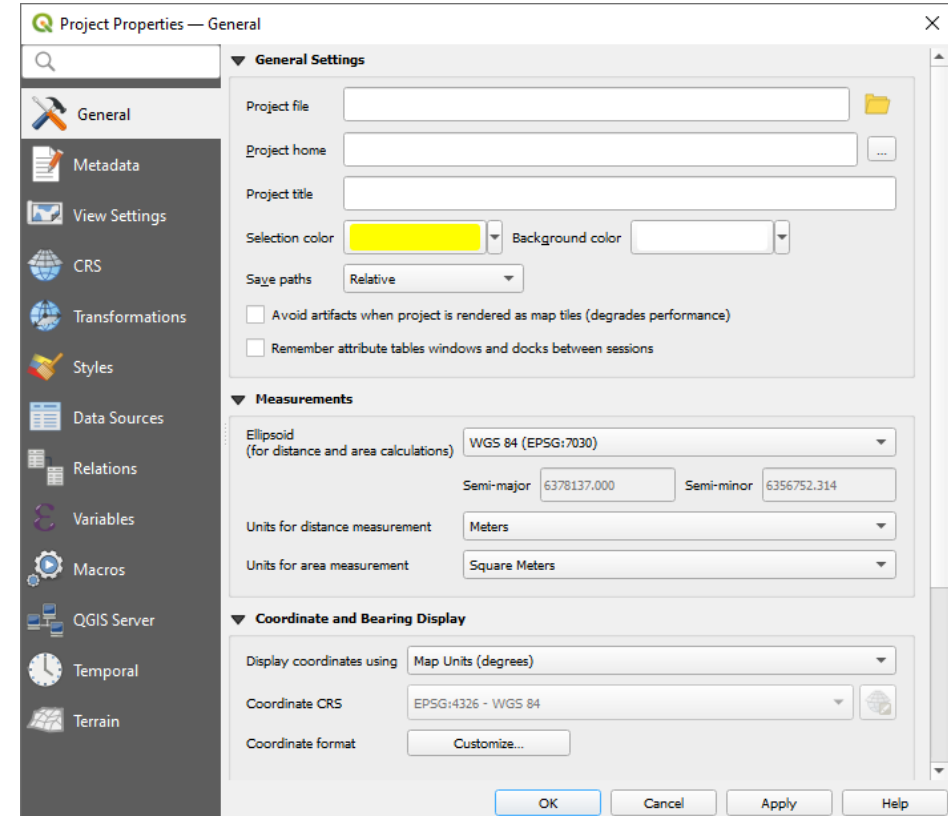 Project Properties — General
General
Metadata
View Settings
CRS
Transformations
Styles
Data Sources
Relations
Variables
Macros
QGIS Server
Temporal
Terrain
General Settings
Project file
Project home
...
Project title
Selection color Background color
Save paths Relative
Avoid artifacts when project is rendered as map tiles (degrades performance)
Remember attribute tables windows and docks between sessions
Measurements
Ellipsoid
(for distance and area calculations) WGS 84 (EPSG:7030)
Semi-major 6378137.000 Semi-minor 6356752.314
Units for distance measurement Meters
Units for area measurement Square Meters
Coordinate and Bearing Display
Display coordinates using Map Units (degrees)
Coordinate CRS EPSG:4326 - WGS 84
Coordinate format Customize...
OK Cancel Apply Help